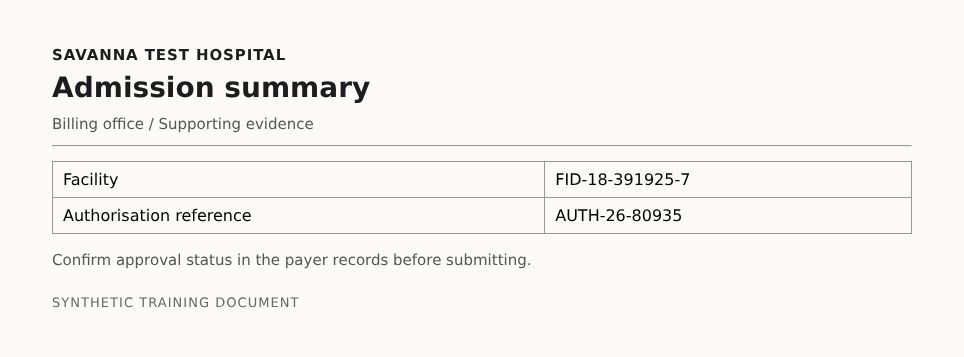 SAVANNA TEST HOSPITAL
Admission summary
Billing office / Supporting evidence
Facility FID-18-391925-7
Authorisation reference AUTH-26-80935
Confirm approval status in the payer records before submitting.
SYNTHETIC TRAINING DOCUMENT